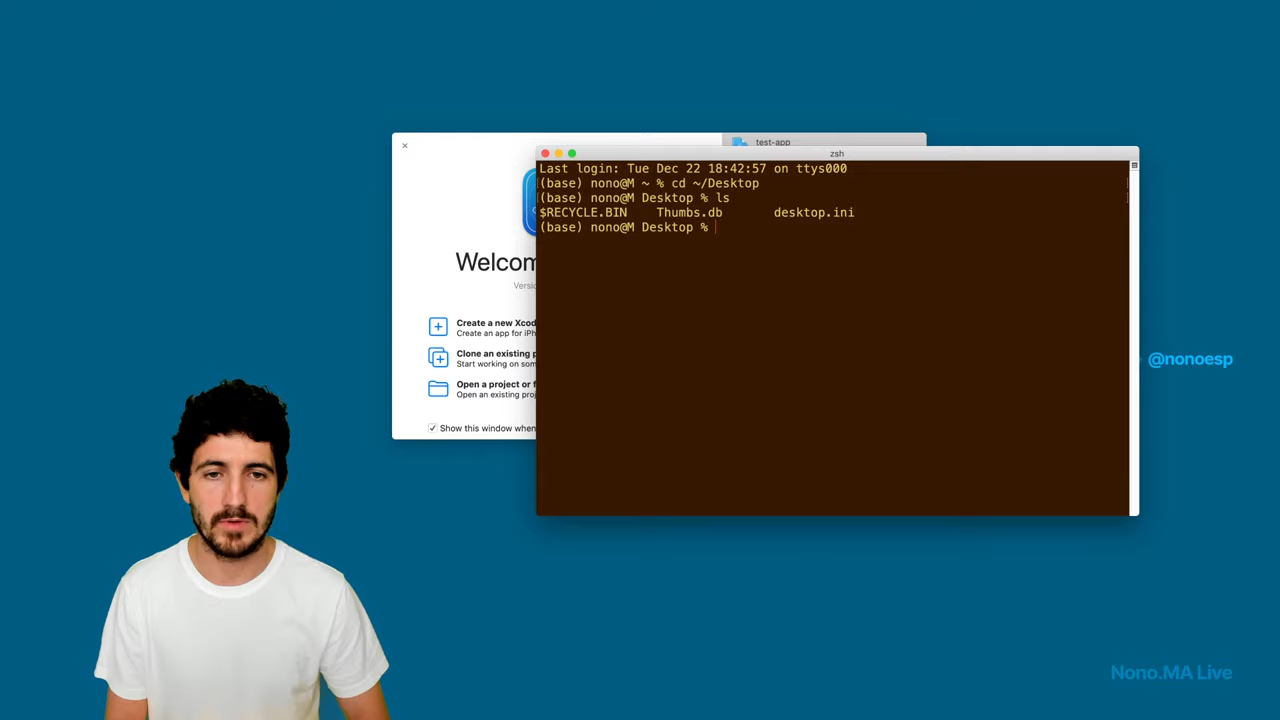 test-app
zsh
Last login: Tue Dec 22 18:42:57 on ttys000
(base) nono@M ~ % cd ~/Desktop
(base) nono@M Desktop % ls
$RECYCLE.BIN Thumbs.db desktop.ini
(base) nono@M Desktop %
Welcom
Versio
Create a new Xcod
Create an app for iPh
Clone an existing p
Start working on som
Open a project or f
Open an existing proj
Show this window when
@nonoesp
Nono.MA Live